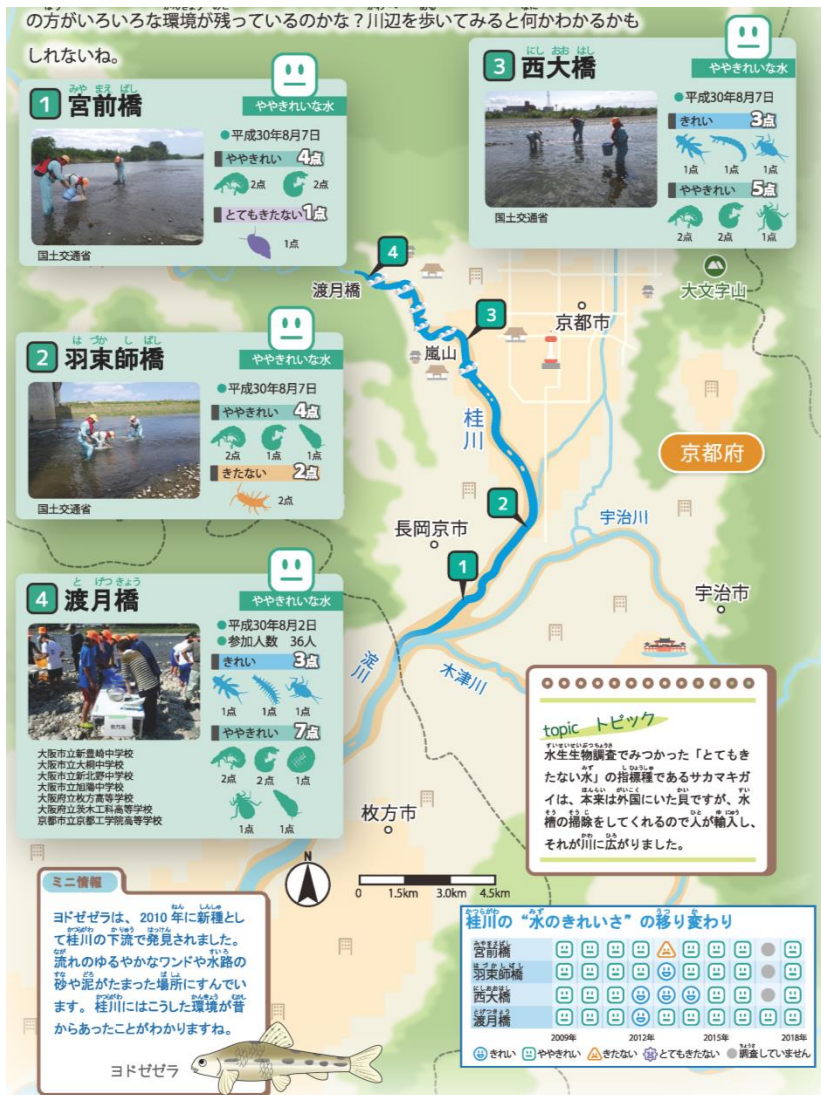 の方がいろいろな環境が残っているのかな？川辺を歩いてみると何かわかるかも
しれないね。
1 宮前橋
みや まえ ばし
ややきれいな水
●平成30年8月7日
ややきれい 4点
2点 2点
とてもきたない 1点
1点
国土交通省
3 西大橋
にし おお はし
ややきれいな水
●平成30年8月7日
きれい 3点
1点 1点 1点
ややきれい 5点
2点 2点 1点
国土交通省
2 羽束師橋
は づか し ばし
ややきれいな水
●平成30年8月7日
ややきれい 4点
2点 1点 1点
きたない 2点
2点
国土交通省
4 渡月橋
と げつ きょう
ややきれいな水
●平成30年8月2日
●参加人数 36人
きれい 3点
1点 1点 1点
ややきれい 7点
2点 2点 1点
1点 1点
大阪市立新豊崎中学校
大阪市立大桐中学校
大阪市立新北野中学校
大阪市立旭陽中学校
大阪府立枚方高等学校
大阪府立茨木工科高等学校
京都市立京都工学院高等学校
4
渡月橋
3
嵐山
京都市
大文字山
桂川
京都府
2
長岡京市
宇治川
1
宇治市
淀川
木津川
枚方市
N
0 1.5km 3.0km 4.5km
topic トピック
水生生物調査でみつかった「とてもき
たない水」の指標種であるサカマキガ
イは、本来は外国にいた貝ですが、水
槽の掃除をしてくれるので人が輸入し、
それが川に広がりました。
ミニ情報
ヨドゼゼラは、2010年に新種とし
て桂川の下流で発見されました。
流れのゆるやかなワンドや水路の
砂や泥がたまった場所にすんでい
ます。桂川にはこうした環境が昔
からあったことがわかりますね。
ヨドゼゼラ
桂川の“水のきれいさ”の移り変わり
宮前橋
羽束師橋
西大橋
渡月橋
2009年 2012年 2015年 2018年
きれい ややきれい きたない とてもきたない 調査していません